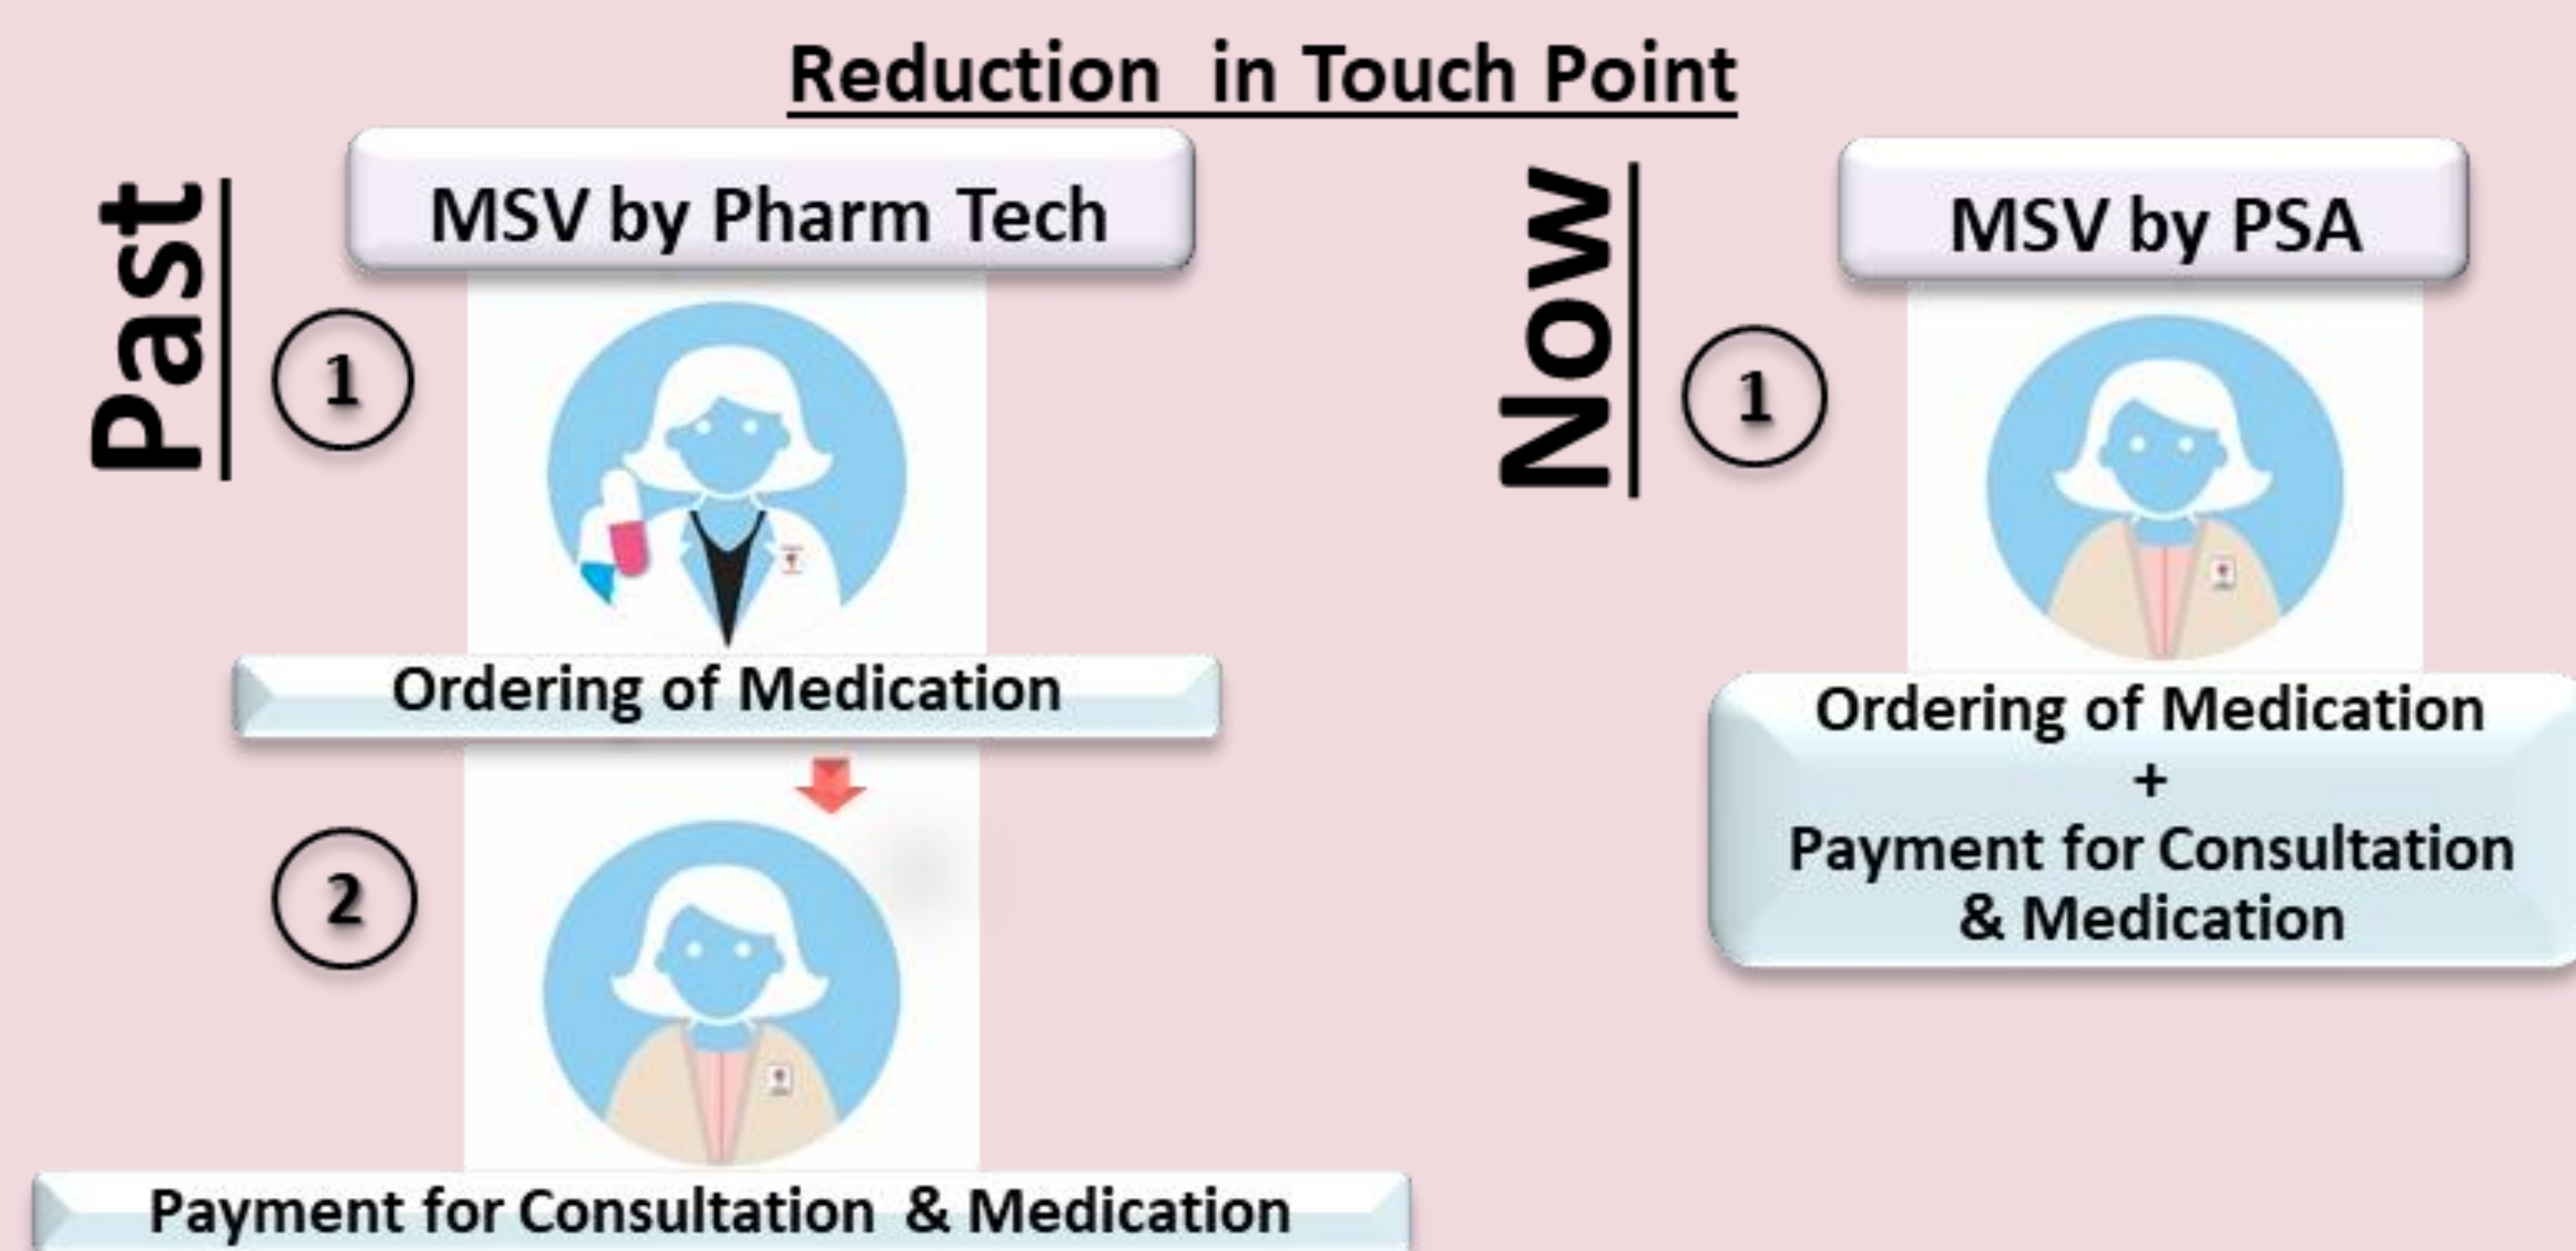 Reduction in Touch Point
Past
MSV by Pharm Tech
1
Ordering of Medication
2
Payment for Consultation & Medication
Now
MSV by PSA
1
Ordering of Medication
+
Payment for Consultation
& Medication